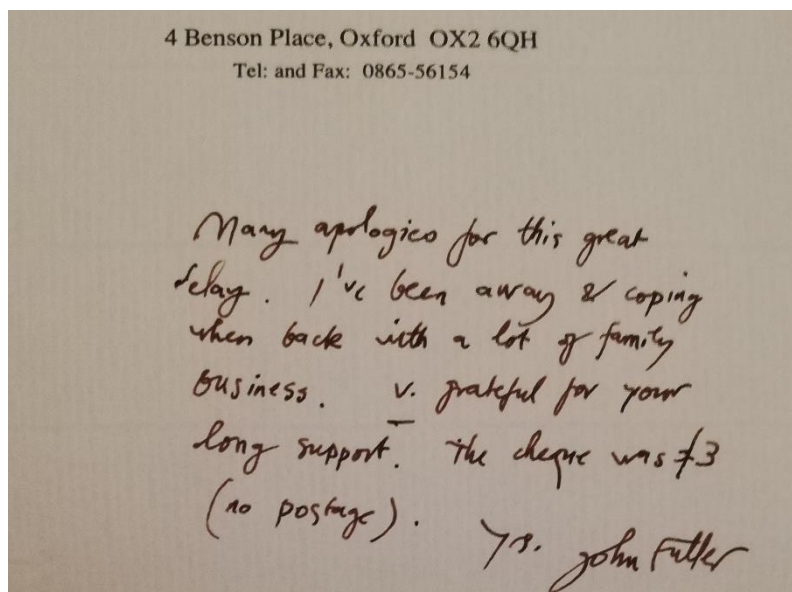 4 Benson Place, Oxford OX2 6QH
Tel: and Fax: 0865-56154
Many apologies for this great
delay. I've been away & coping
when back with a lot of family
business. V. grateful for your
long support. The cheque was £3
(no postage).
Yrs. John Fuller